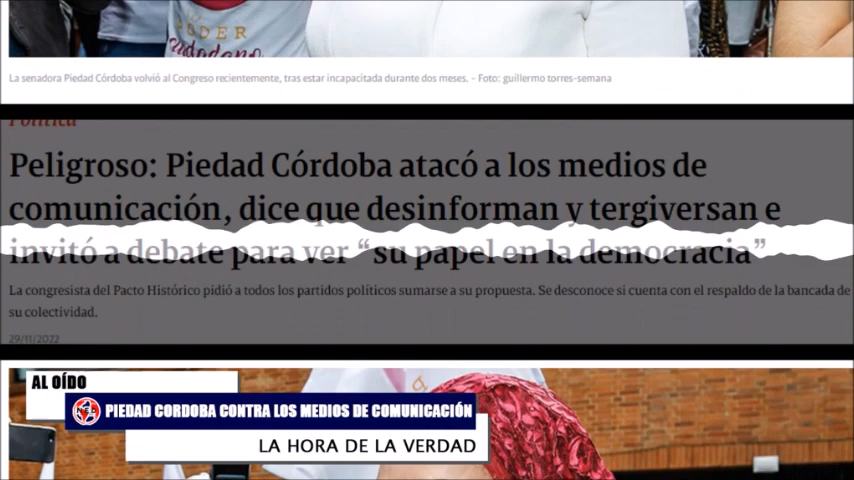 PODER
ciudadano
La senadora Piedad Córdoba volvió al Congreso recientemente, tras estar incapacitada durante dos meses. - Foto: guillermo torres-semana
Política
Peligroso: Piedad Córdoba atacó a los medios de
comunicación, dice que desinforman y tergiversan e
invitó a debate para ver “su papel en la democracia”
La congresista del Pacto Histórico pidió a todos los partidos políticos sumarse a su propuesta. Se desconoce si cuenta con el respaldo de la bancada de
su colectividad.
29/11/2022
AL OÍDO
PIEDAD CORDOBA CONTRA LOS MEDIOS DE COMUNICACIÓN
LA HORA DE LA VERDAD